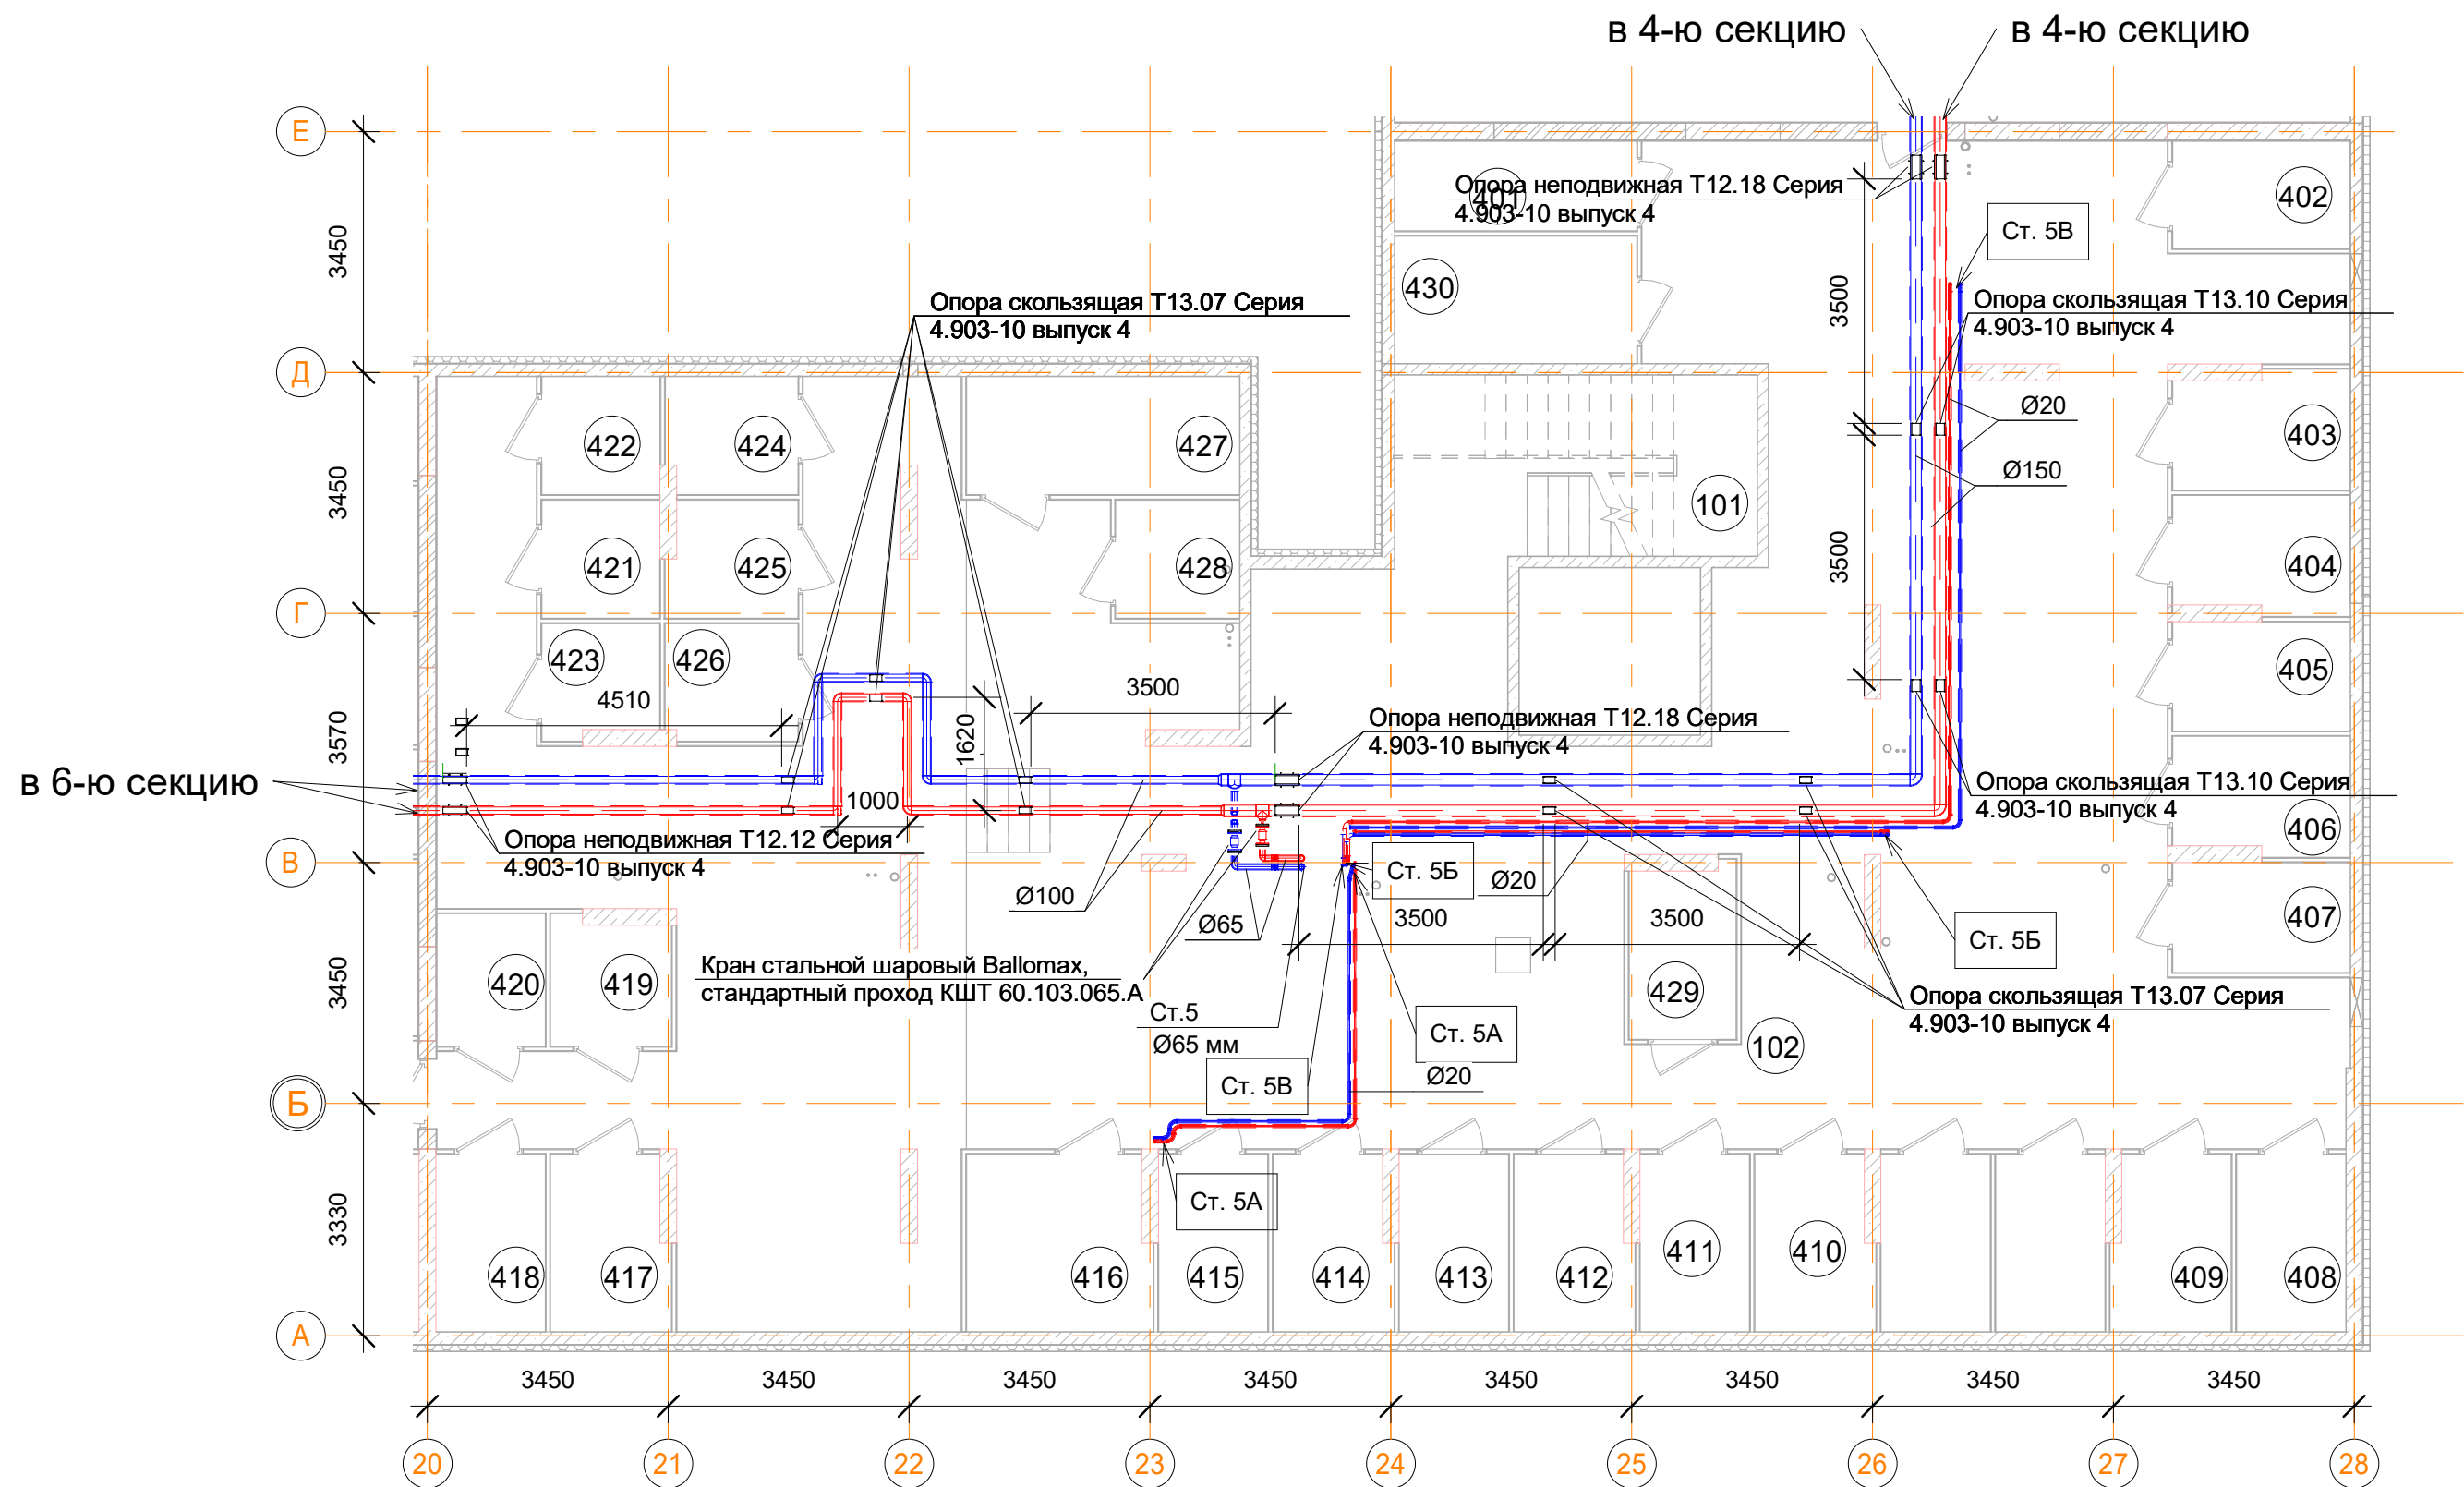 в 4-ю секцию
в 4-ю секцию
Е
Опора неподвижная Т12.18 Серия
4.903-10 выпуск 4
401
402
Ст. 5В
3450
430
3500
Опора скользящая Т13.07 Серия
4.903-10 выпуск 4
Опора скользящая Т13.10 Серия
4.903-10 выпуск 4
Д
Ø20
422
424
427
403
Ø150
3450
101
3500
421
425
428
404
Г
423
426
405
4510
3500
3570
1620
Опора неподвижная Т12.18 Серия
4.903-10 выпуск 4
в 6-ю секцию
Опора скользящая Т13.10 Серия
4.903-10 выпуск 4
1000
406
Опора неподвижная Т12.12 Серия
4.903-10 выпуск 4
В
Ст. 5Б
Ø20
Ø100
Ø65
3500
3500
407
Ст. 5Б
Кран стальной шаровый Ballomax,
стандартный проход КШТ 60.103.065.А
420
419
3450
429
Опора скользящая Т13.07 Серия
4.903-10 выпуск 4
Ст.5
Ø65 мм
Ст. 5А
102
Ст. 5В
Ø20
Б
Ст. 5А
3330
418
417
416
415
414
413
412
411
410
409
408
А
3450
3450
3450
3450
3450
3450
3450
3450
20
21
22
23
24
25
26
27
28